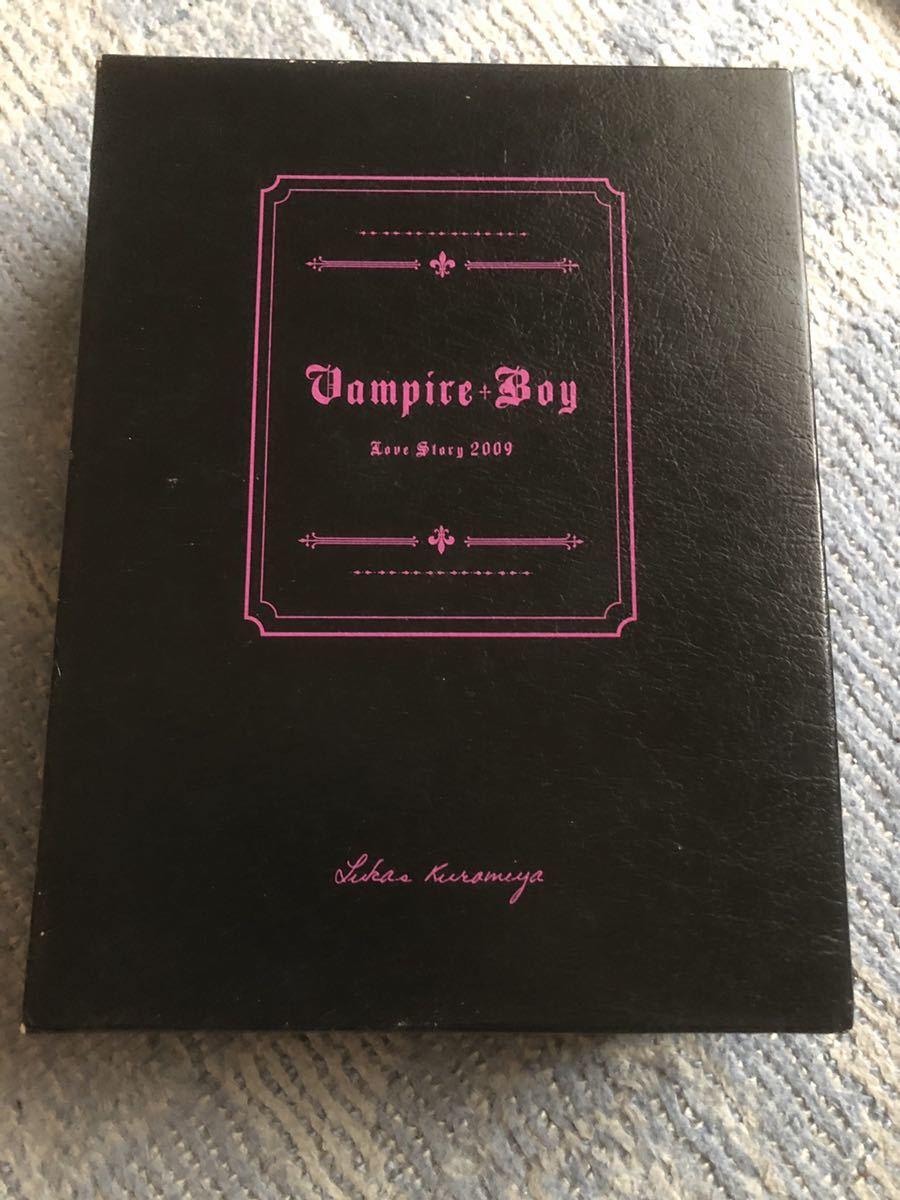 Vampire+Boy
Love Story 2009
Lukas Kuromiya